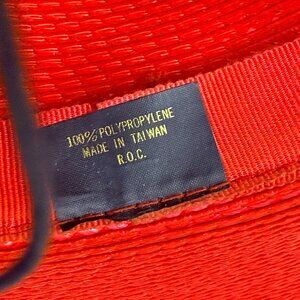 100% POLYPROPYLENE
MADE IN TAIWAN
R.O.C.